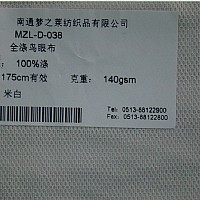 南通梦之莱纺织品有限公司
MZL-D-038
全涤鸟眼布
: 100%涤
175cm有效 克重: 140gsm
米白
Tel: 0513-88122900
Fax: 0513-88122800